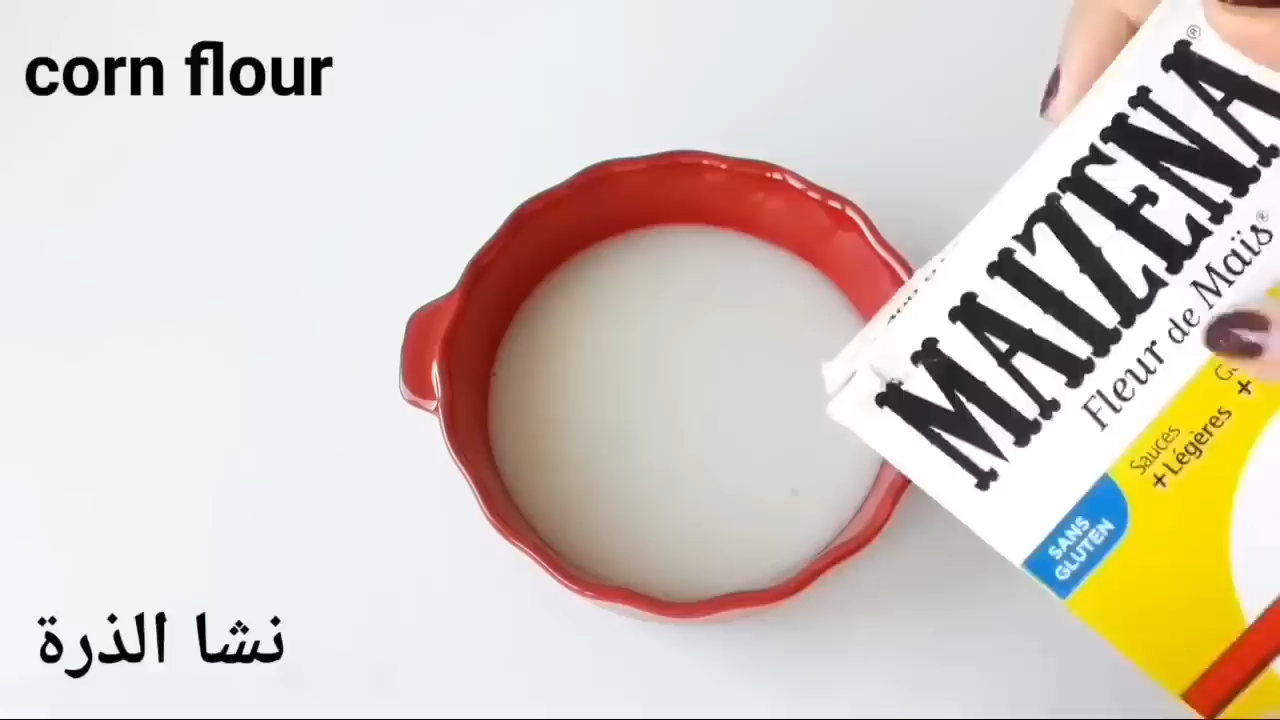 corn flour
MAIZENA®
Fleur de Maïs®
Sauces
+Légères +
SANS
GLUTEN
نشا الذرة